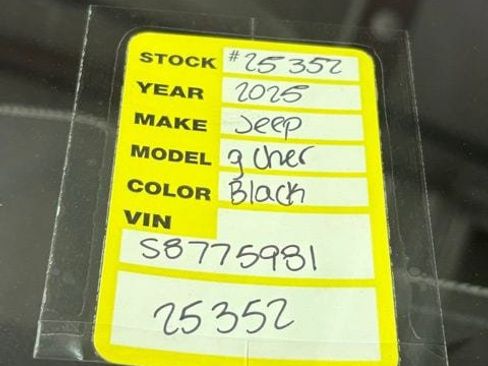 STOCK #25352
YEAR 2025
MAKE Jeep
MODEL g cher
COLOR Black
VIN
S8775981
25352